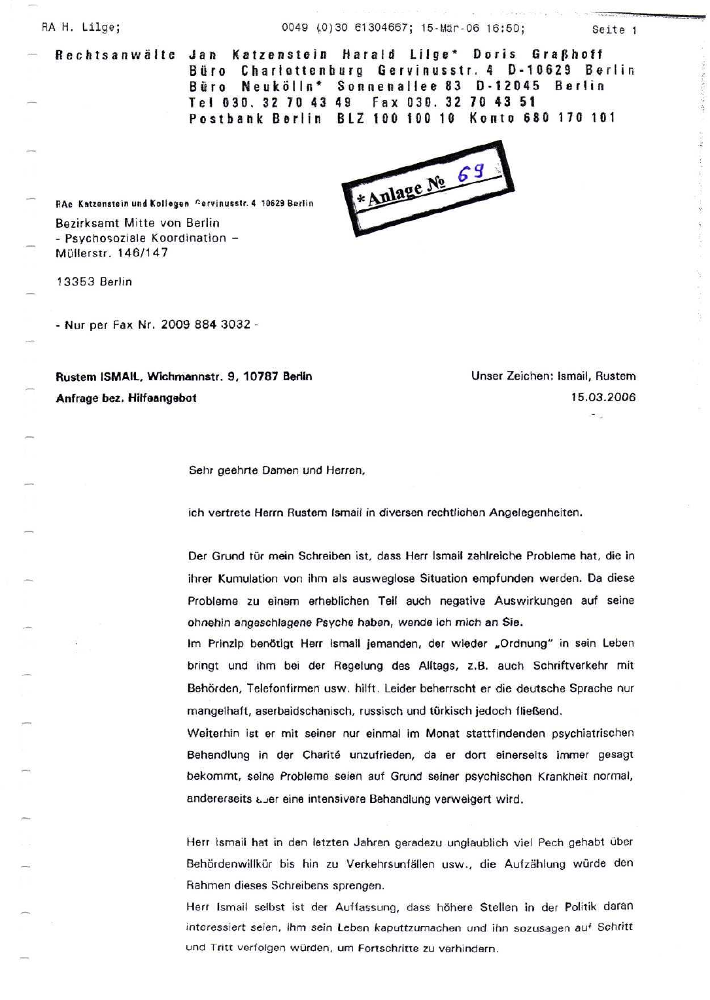 RA H. Lilge; 0049 (0)30 61304667; 15-Mär-06 16:50; Seite 1
Rechtsanwälte Jan Katzenstein Harald Lilge* Doris Graßhoff
Büro Charlottenburg Gervinusstr. 4 D-10629 Berlin
Büro Neukölln* Sonnenallee 83 D-12045 Berlin
Tel 030. 32 70 43 49 Fax 030. 32 70 43 51
Postbank Berlin BLZ 100 100 10 Konto 680 170 101
*Anlage № 69
RAe Katzenstein und Kollegen Gervinusstr. 4 10629 Berlin
Bezirksamt Mitte von Berlin
- Psychosoziale Koordination –
Müllerstr. 146/147
13353 Berlin
- Nur per Fax Nr. 2009 884 3032 -
Rustem ISMAIL, Wichmannstr. 9, 10787 Berlin Unser Zeichen: Ismail, Rustem
Anfrage bez. Hilfeangebot 15.03.2006
Sehr geehrte Damen und Herren,
ich vertrete Herrn Rustem Ismail in diversen rechtlichen Angelegenheiten.
Der Grund für mein Schreiben ist, dass Herr Ismail zahlreiche Probleme hat, die in
ihrer Kumulation von ihm als ausweglose Situation empfunden werden. Da diese
Probleme zu einem erheblichen Teil auch negative Auswirkungen auf seine
ohnehin angeschlagene Psyche haben, wende ich mich an Sie.
Im Prinzip benötigt Herr Ismail jemanden, der wieder „Ordnung" in sein Leben
bringt und ihm bei der Regelung des Alltags, z.B. auch Schriftverkehr mit
Behörden, Telefonfirmen usw. hilft. Leider beherrscht er die deutsche Sprache nur
mangelhaft, aserbaidschanisch, russisch und türkisch jedoch fließend.
Weiterhin ist er mit seiner nur einmal im Monat stattfindenden psychiatrischen
Behandlung in der Charité unzufrieden, da er dort einerseits immer gesagt
bekommt, seine Probleme seien auf Grund seiner psychischen Krankheit normal,
andererseits aber eine intensivere Behandlung verweigert wird.
Herr Ismail hat in den letzten Jahren geradezu unglaublich viel Pech gehabt über
Behördenwillkür bis hin zu Verkehrsunfällen usw., die Aufzählung würde den
Rahmen dieses Schreibens sprengen.
Herr Ismail selbst ist der Auffassung, dass höhere Stellen in der Politik daran
interessiert seien, ihm sein Leben kaputtzumachen und ihn sozusagen auf Schritt
und Tritt verfolgen würden, um Fortschritte zu verhindern.